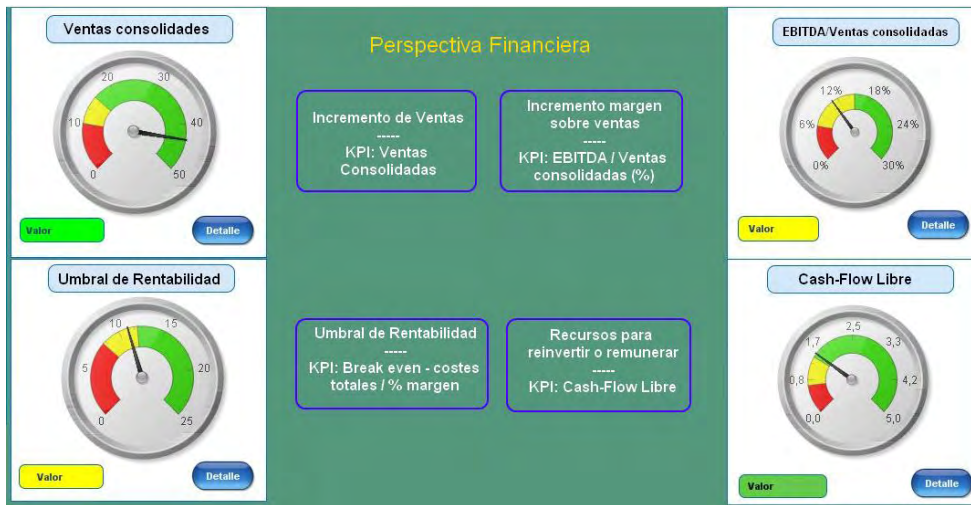 Ventas consolidades
20
30
10
40
0
50
Valor
Detalle
Umbral de Rentabilidad
10
15
5
20
0
25
Valor
Detalle
Perspectiva Financiera
Incremento de Ventas
-----
KPI: Ventas
Consolidadas
Incremento margen
sobre ventas
-----
KPI: EBITDA / Ventas
consolidadas (%)
Umbral de Rentabilidad
-----
KPI: Break even - costes
totales / % margen
Recursos para
reinvertir o remunerar
-----
KPI: Cash-Flow Libre
EBITDA/Ventas consolidadas
12%
18%
6%
24%
0%
30%
Valor
Detalle
Cash-Flow Libre
2,5
1,7
3,3
0,8
4,2
0,0
5,0
Valor
Detalle